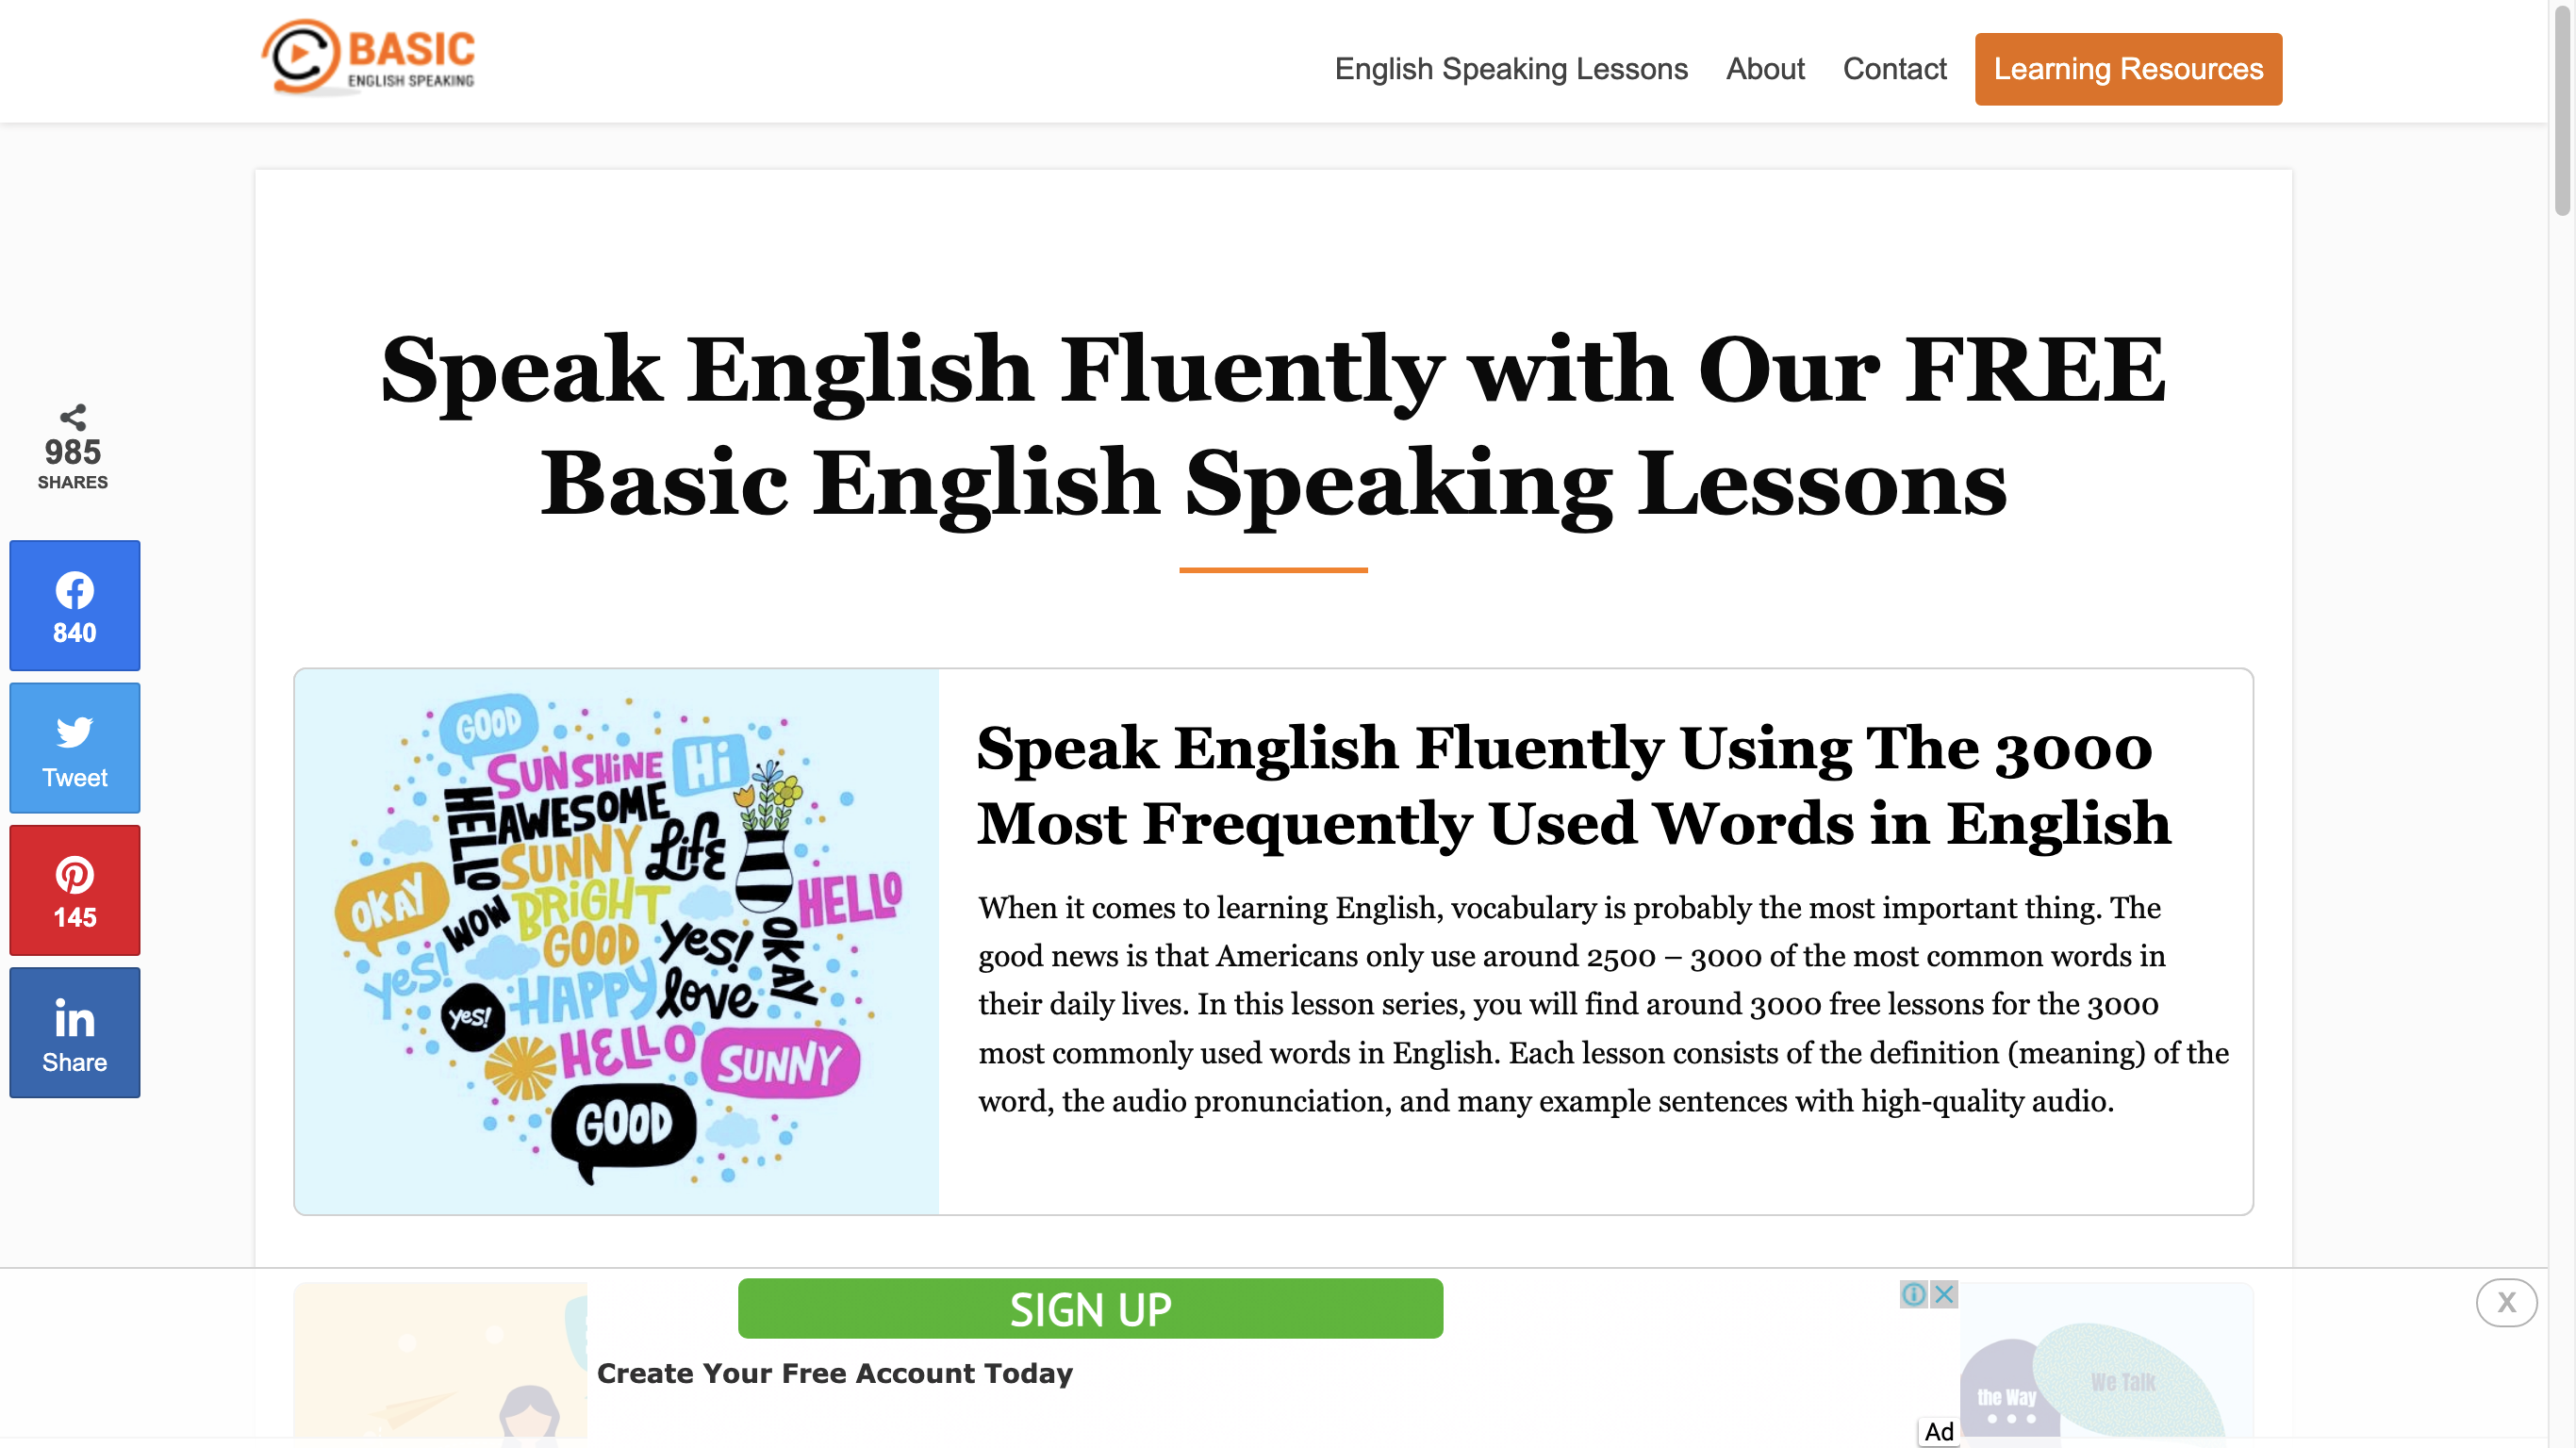 BASIC
ENGLISH SPEAKING
English Speaking Lessons About Contact Learning Resources
Speak English Fluently with Our FREE
Basic English Speaking Lessons
985
SHARES
840
Tweet
145
in
Share
GOOD
SUNSHiNE
Hi
HELLO
AWESOME
SUNNY
Life
OKAY
WOW
BRiGHT
HELLO
GOOD
yes!
OKAY
yes!
yes!
HAPPY
love
HELLO
SUNNY
GOOD
Speak English Fluently Using The 3000
Most Frequently Used Words in English
When it comes to learning English, vocabulary is probably the most important thing. The
good news is that Americans only use around 2500 – 3000 of the most common words in
their daily lives. In this lesson series, you will find around 3000 free lessons for the 3000
most commonly used words in English. Each lesson consists of the definition (meaning) of the
word, the audio pronunciation, and many example sentences with high-quality audio.
SIGN UP
Create Your Free Account Today
the Way
We Talk
Ad
X